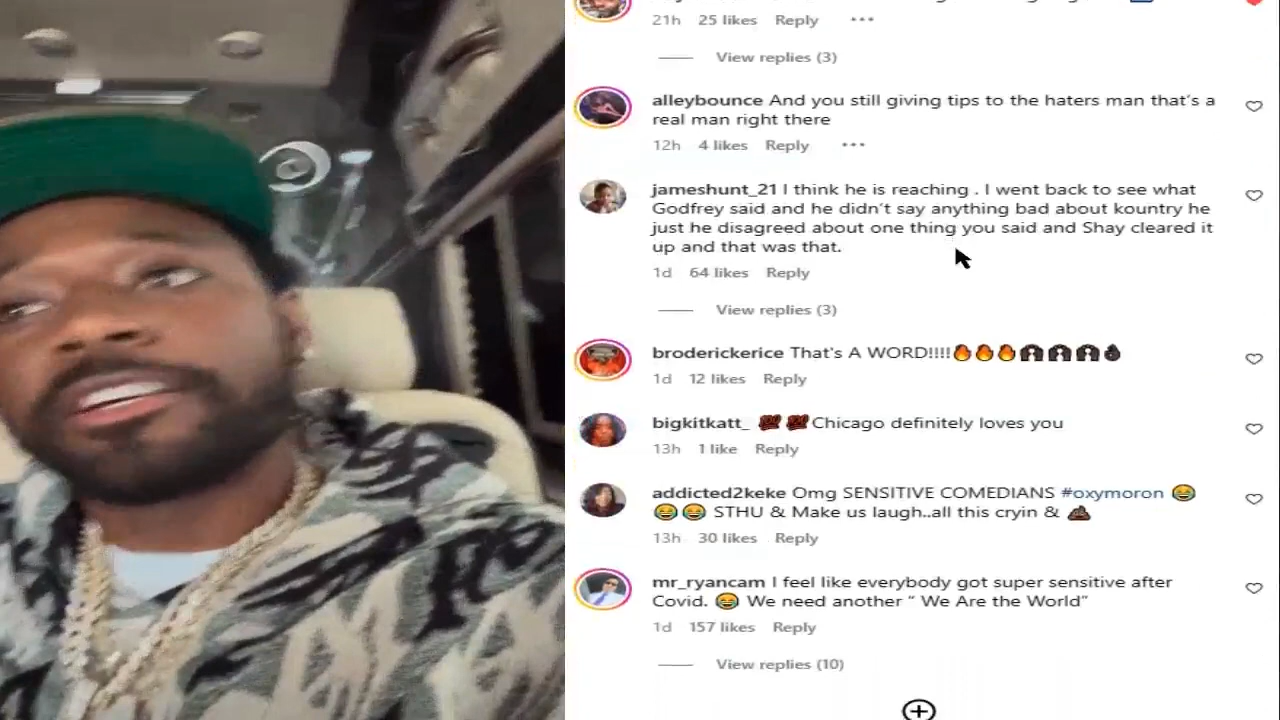 21h 25 likes Reply •••
View replies (3)
alleybounce And you still giving tips to the haters man that's a
real man right there
12h 4 likes Reply •••
jameshunt_21 I think he is reaching . I went back to see what
Godfrey said and he didn't say anything bad about kountry he
just he disagreed about one thing you said and Shay cleared it
up and that was that.
1d 64 likes Reply
View replies (3)
broderickerice That's A WORD!!!!🔥🔥🔥
1d 12 likes Reply
bigkitkatt_ 💯 💯 Chicago definitely loves you
13h 1 like Reply
addicted2keke Omg SENSITIVE COMEDIANS #oxymoron 😂
😂😂 STHU & Make us laugh..all this cryin & 💩
13h 30 likes Reply
mr_ryancam I feel like everybody got super sensitive after
Covid. 😂 We need another “ We Are the World”
1d 157 likes Reply
View replies (10)